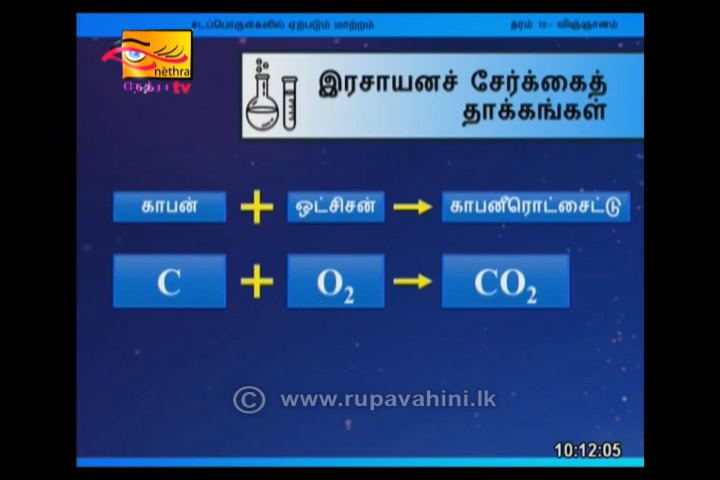 சடப்பொருள்களில் ஏற்படும் மாற்றம் தரம் 10 - விஞ்ஞானம்
nethra
நேத்ரா tv
இரசாயனச் சேர்க்கைத்
தாக்கங்கள்
காபன் + ஒட்சிசன் → காபனீரொட்சைட்டு
C + O₂ → CO₂
© www.rupavahini.lk
10:12:05